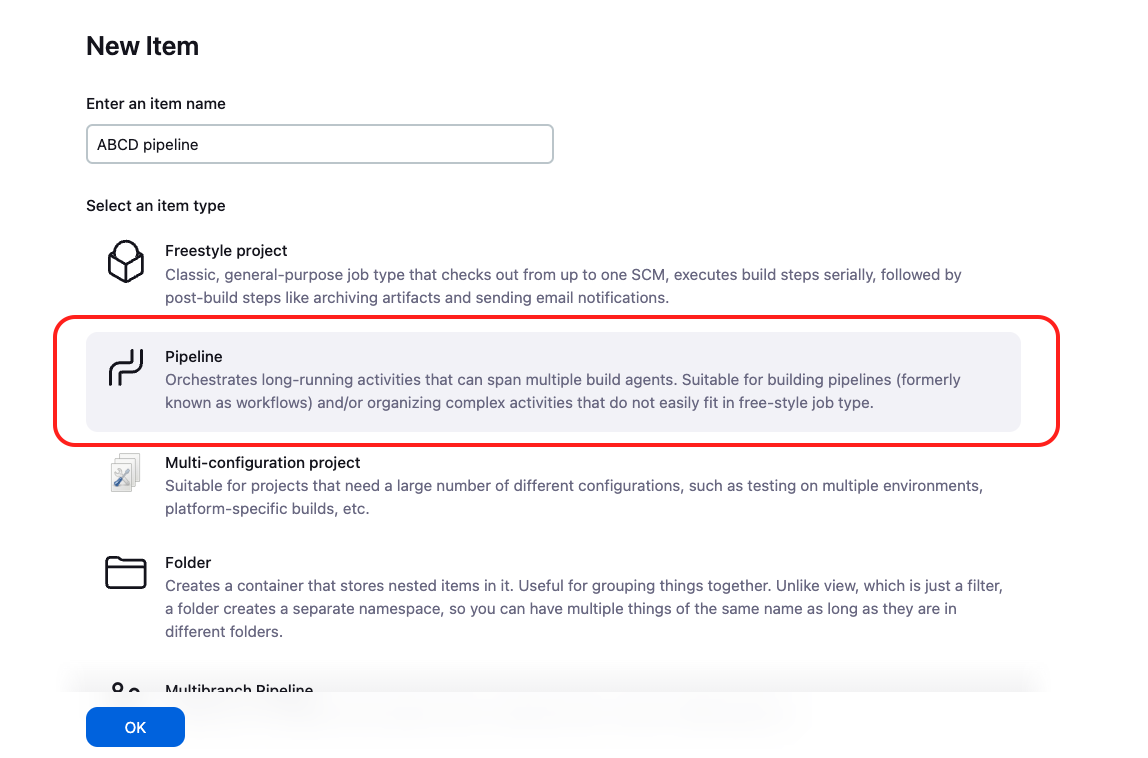 New Item
Enter an item name
ABCD pipeline
Select an item type
Freestyle project
Classic, general-purpose job type that checks out from up to one SCM, executes build steps serially, followed by
post-build steps like archiving artifacts and sending email notifications.
Pipeline
Orchestrates long-running activities that can span multiple build agents. Suitable for building pipelines (formerly
known as workflows) and/or organizing complex activities that do not easily fit in free-style job type.
Multi-configuration project
Suitable for projects that need a large number of different configurations, such as testing on multiple environments,
platform-specific builds, etc.
Folder
Creates a container that stores nested items in it. Useful for grouping things together. Unlike view, which is just a filter,
a folder creates a separate namespace, so you can have multiple things of the same name as long as they are in
different folders.
Multibranch Pipeline
OK